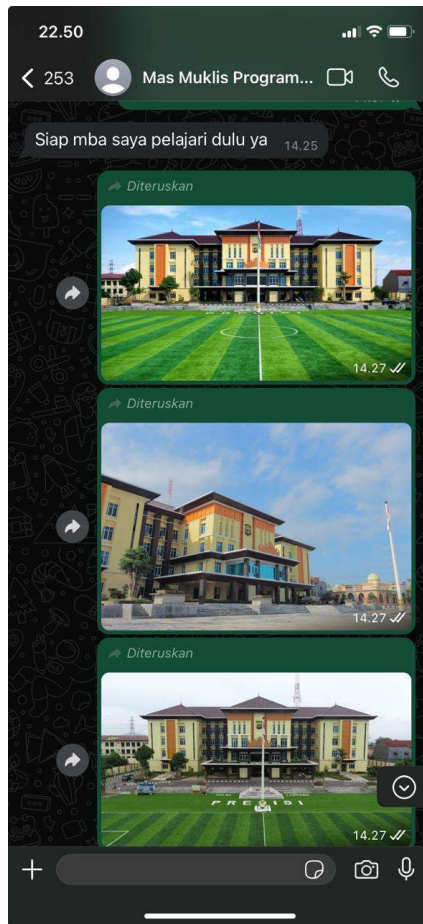 22.50
253
Mas Muklis Program...
Siap mba saya pelajari dulu ya 14.25
Diteruskan
14.27
Diteruskan
14.27
Diteruskan
PRESISI
14.27